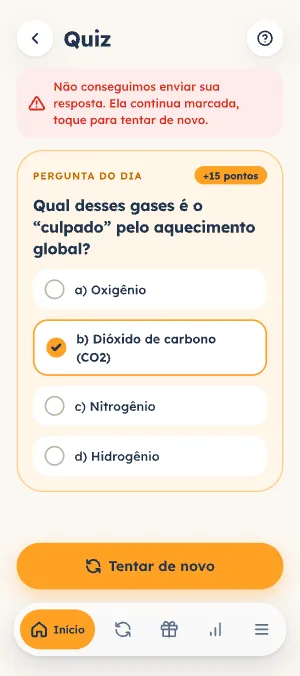 Quiz
Não conseguimos enviar sua
resposta. Ela continua marcada,
toque para tentar de novo.
PERGUNTA DO DIA
+15 pontos
Qual desses gases é o
“culpado” pelo aquecimento
global?
a) Oxigênio
b) Dióxido de carbono
(CO2)
c) Nitrogênio
d) Hidrogênio
Tentar de novo
Início